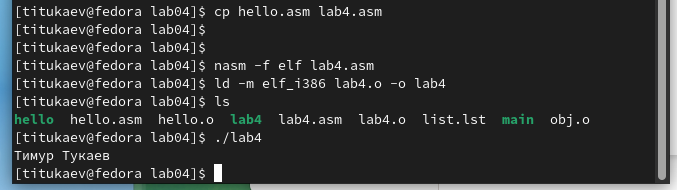 [titukaev@fedora lab04]$ cp hello.asm lab4.asm
[titukaev@fedora lab04]$
[titukaev@fedora lab04]$
[titukaev@fedora lab04]$ nasm -f elf lab4.asm
[titukaev@fedora lab04]$ ld -m elf_i386 lab4.o -o lab4
[titukaev@fedora lab04]$ ls
hello  hello.asm  hello.o  lab4  lab4.asm  lab4.o  list.lst  main  obj.o
[titukaev@fedora lab04]$ ./lab4
Тимур Тукаев
[titukaev@fedora lab04]$